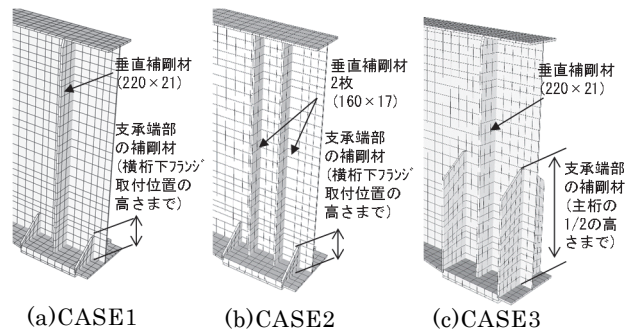 垂直補剛材
(220×21)
支承端部
の補剛材
(横桁下フランジ
取付位置の
高さまで)
(a)CASE1
垂直補剛材
2枚
(160×17)
支承端部
の補剛材
(横桁下フランジ
取付位置の
高さまで)
(b)CASE2
垂直補剛材
(220×21)
支承端部
の補剛材
(主桁の
1/2の高
さまで)
(c)CASE3